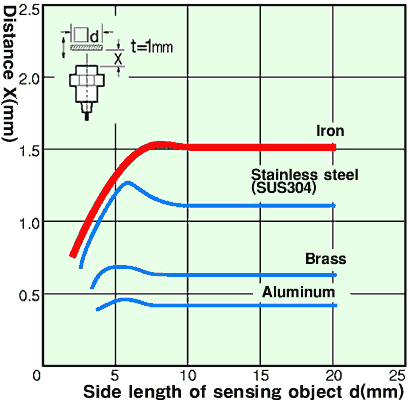 Distance X(mm)
2.5
2.0
1.5
1.0
0.5
0
d
t=1mm
X
Iron
Stainless steel
(SUS304)
Brass
Aluminum
5
10
15
20
25
Side length of sensing object d(mm)